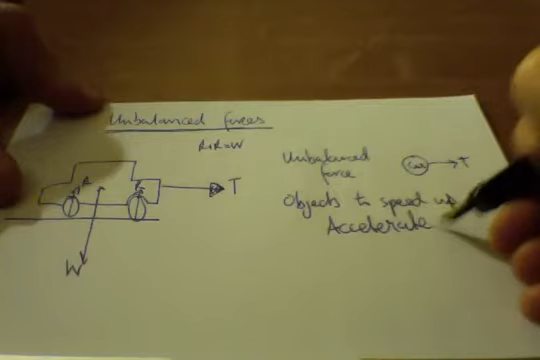 Unbalanced forces
R+R=W
R
R
T
W
Unbalanced
force
Car
T
Objects to speed up
Accelerate